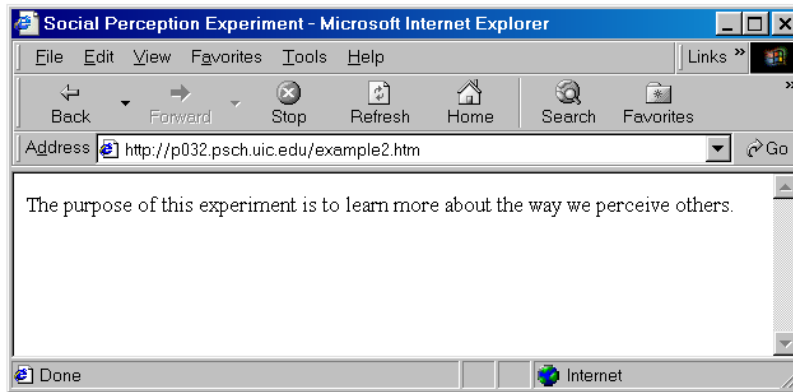 Social Perception Experiment - Microsoft Internet Explorer
File Edit View Favorites Tools Help Links »
Back Forward Stop Refresh Home Search Favorites »
Address http://p032.psch.uic.edu/example2.htm Go
The purpose of this experiment is to learn more about the way we perceive others.
Done Internet